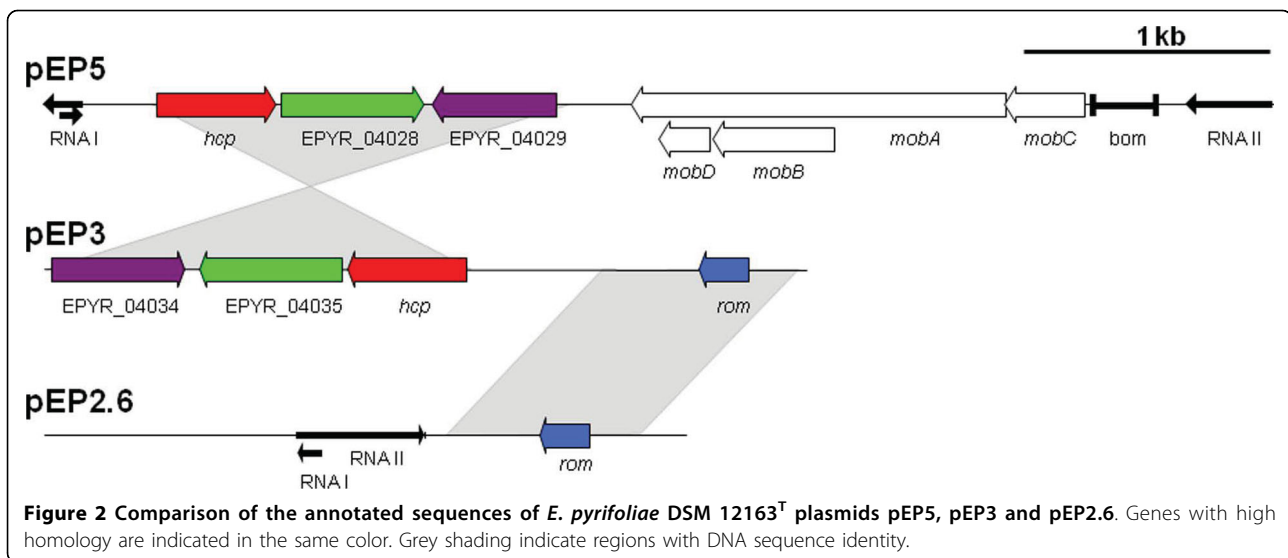 1 kb
pEP5
RNA I
hcp
EPYR_04028
EPYR_04029
mobD
mobB
mobA
mobC
bom
RNA II
pEP3
EPYR_04034
EPYR_04035
hcp
rom
pEP2.6
RNA I
RNA II
rom
Figure 2 Comparison of the annotated sequences of E. pyrifoliae DSM 12163T plasmids pEP5, pEP3 and pEP2.6. Genes with high
homology are indicated in the same color. Grey shading indicate regions with DNA sequence identity.